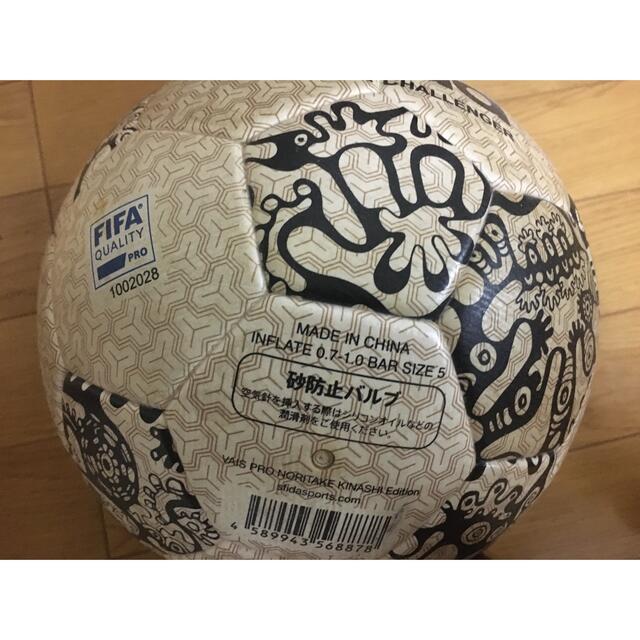 CHALLENGER
FIFA®
QUALITY
PRO
1002028
MADE IN CHINA
INFLATE 0.7-1.0 BAR SIZE 5
砂防止バルブ
空気針を挿入する際はシリコンオイルなどの
潤滑剤をご使用ください。
VAIS PRO NORITAKE KINASHI Edition
sfidasports.com
4 589943 568878